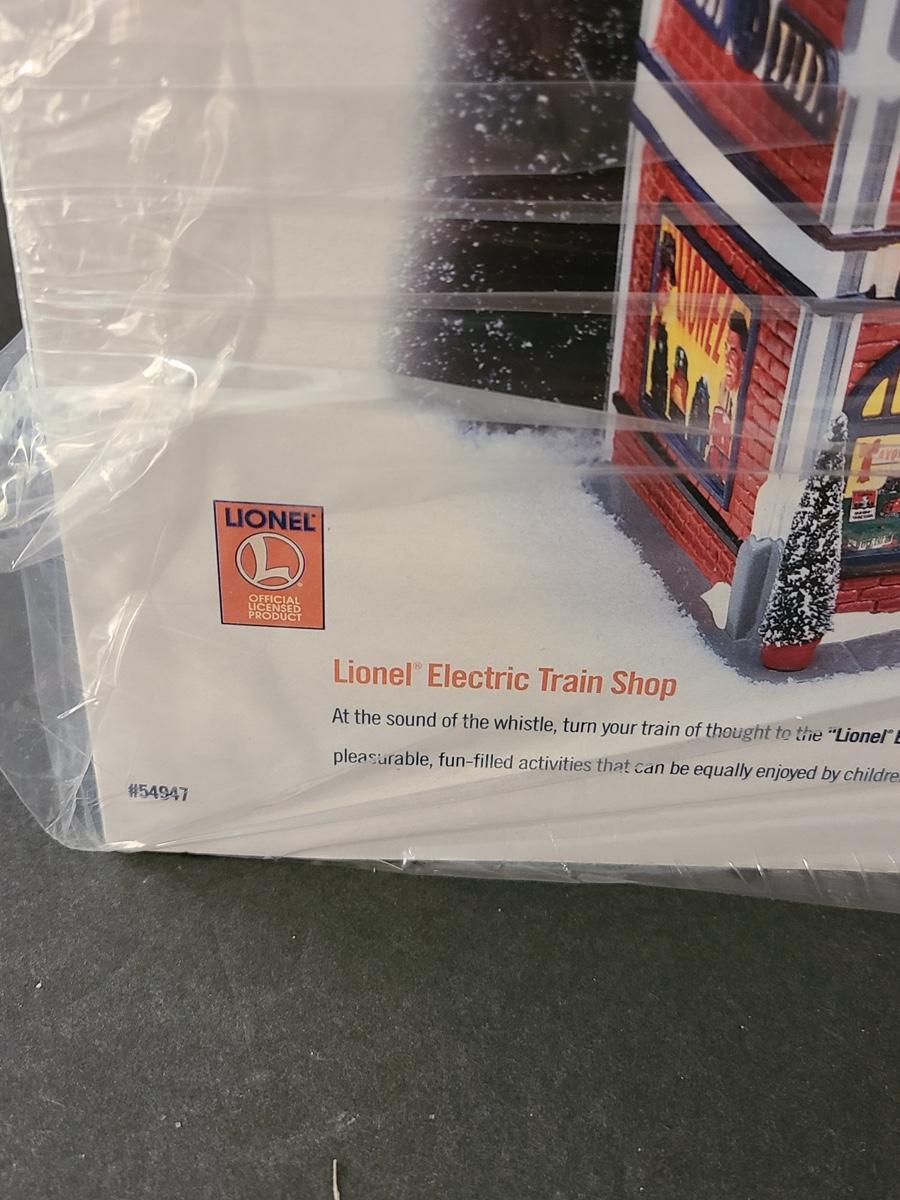 LIONEL
LIONEL
L
OFFICIAL
LICENSED
PRODUCT
Lionel® Electric Train Shop
At the sound of the whistle, turn your train of thought to the "Lionel®
pleasurable, fun-filled activities that can be equally enjoyed by
#54947